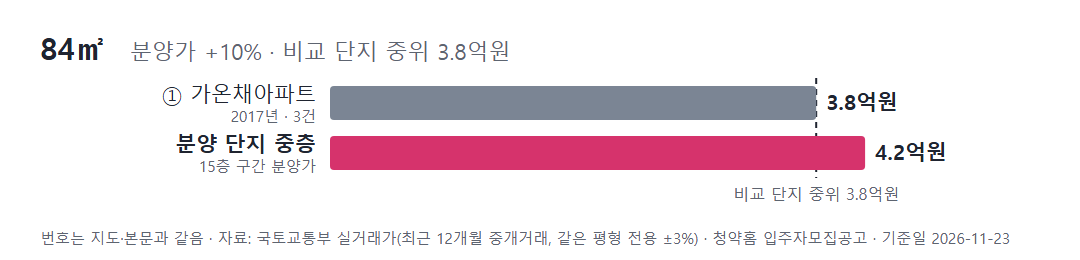 84㎡ 분양가 +10% · 비교 단지 중위 3.8억원
① 가온채아파트 3.8억원
2017년 · 3건
분양 단지 중층 4.2억원
15층 구간 분양가
비교 단지 중위 3.8억원
번호는 지도·본문과 같음 · 자료: 국토교통부 실거래가(최근 12개월 중개거래, 같은 평형 전용 ±3%) · 청약홈 입주자모집공고 · 기준일 2026-11-23